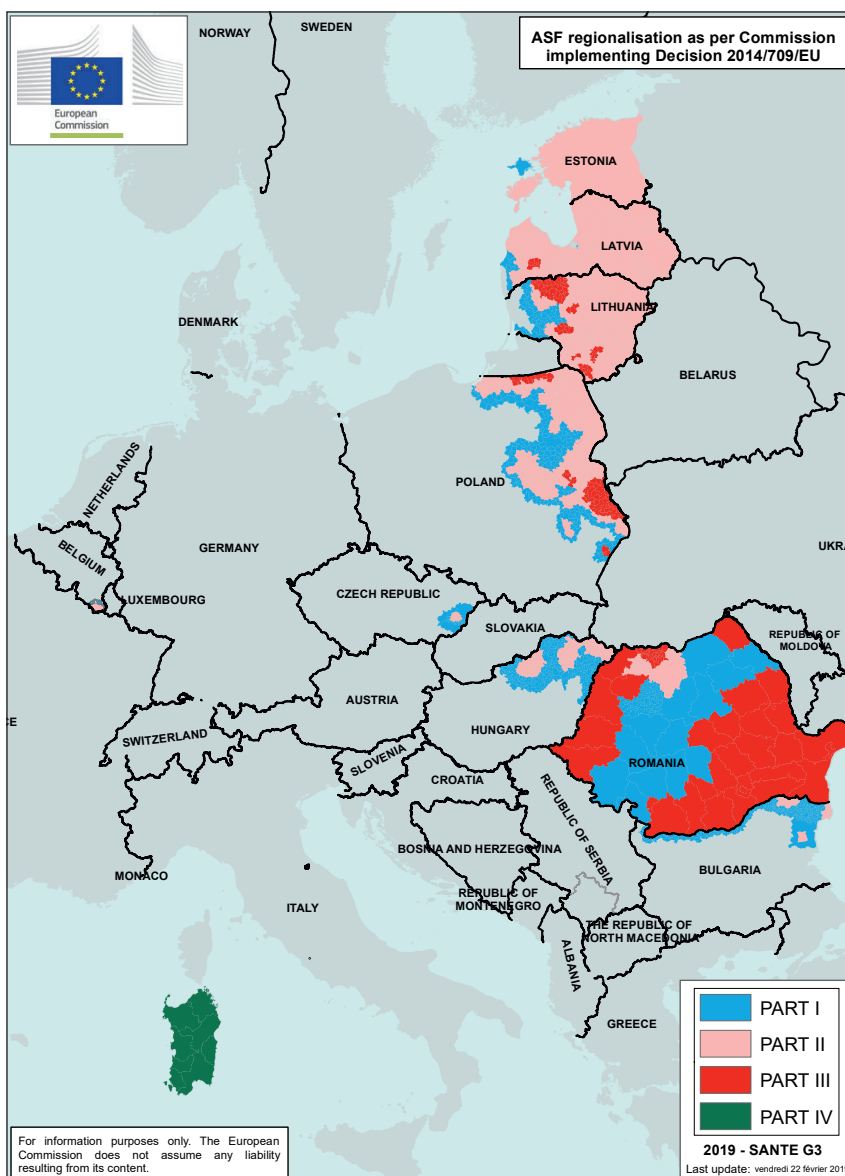 NORWAY
SWEDEN
ASF regionalisation as per Commission
implementing Decision 2014/709/EU
European
Commission
ESTONIA
LATVIA
LITHUANIA
DENMARK
BELARUS
NETHERLANDS
POLAND
BELGIUM
GERMANY
UKRA
LUXEMBOURG
CZECH REPUBLIC
SLOVAKIA
REPUBLIC OF
MOLDOVA
AUSTRIA
CE
SWITZERLAND
HUNGARY
SLOVENIA
ROMANIA
CROATIA
REPUBLIC OF SERBIA
BOSNIA AND HERZEGOVINA
BULGARIA
MONACO
ITALY
REPUBLIC OF
MONTENEGRO
THE REPUBLIC OF
NORTH MACEDONIA
ALBANIA
GREECE
PART I
PART II
PART III
PART IV
For information purposes only. The European
Commission does not assume any liability
resulting from its content.
2019 - SANTE G3
Last update: vendredi 22 février 2019